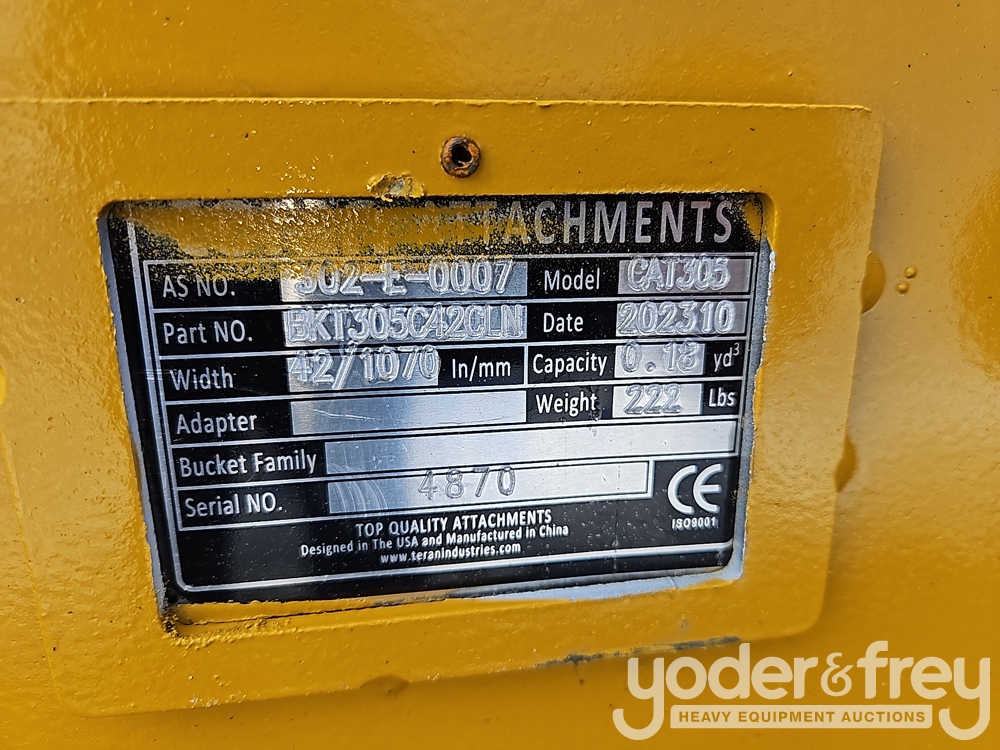 ATTACHMENTS
AS NO. 302-E-0007 Model CAT305
Part NO. BKT305C42CLN Date 202310
Width 42/1070 In/mm Capacity 0.18 yd³
Adapter Weight 222 Lbs
Bucket Family
Serial NO. 4870
CE
ISO9001
TOP QUALITY ATTACHMENTS
Designed in The USA and Manufactured in China
www.teranindustries.com
yoder&frey
HEAVY EQUIPMENT AUCTIONS